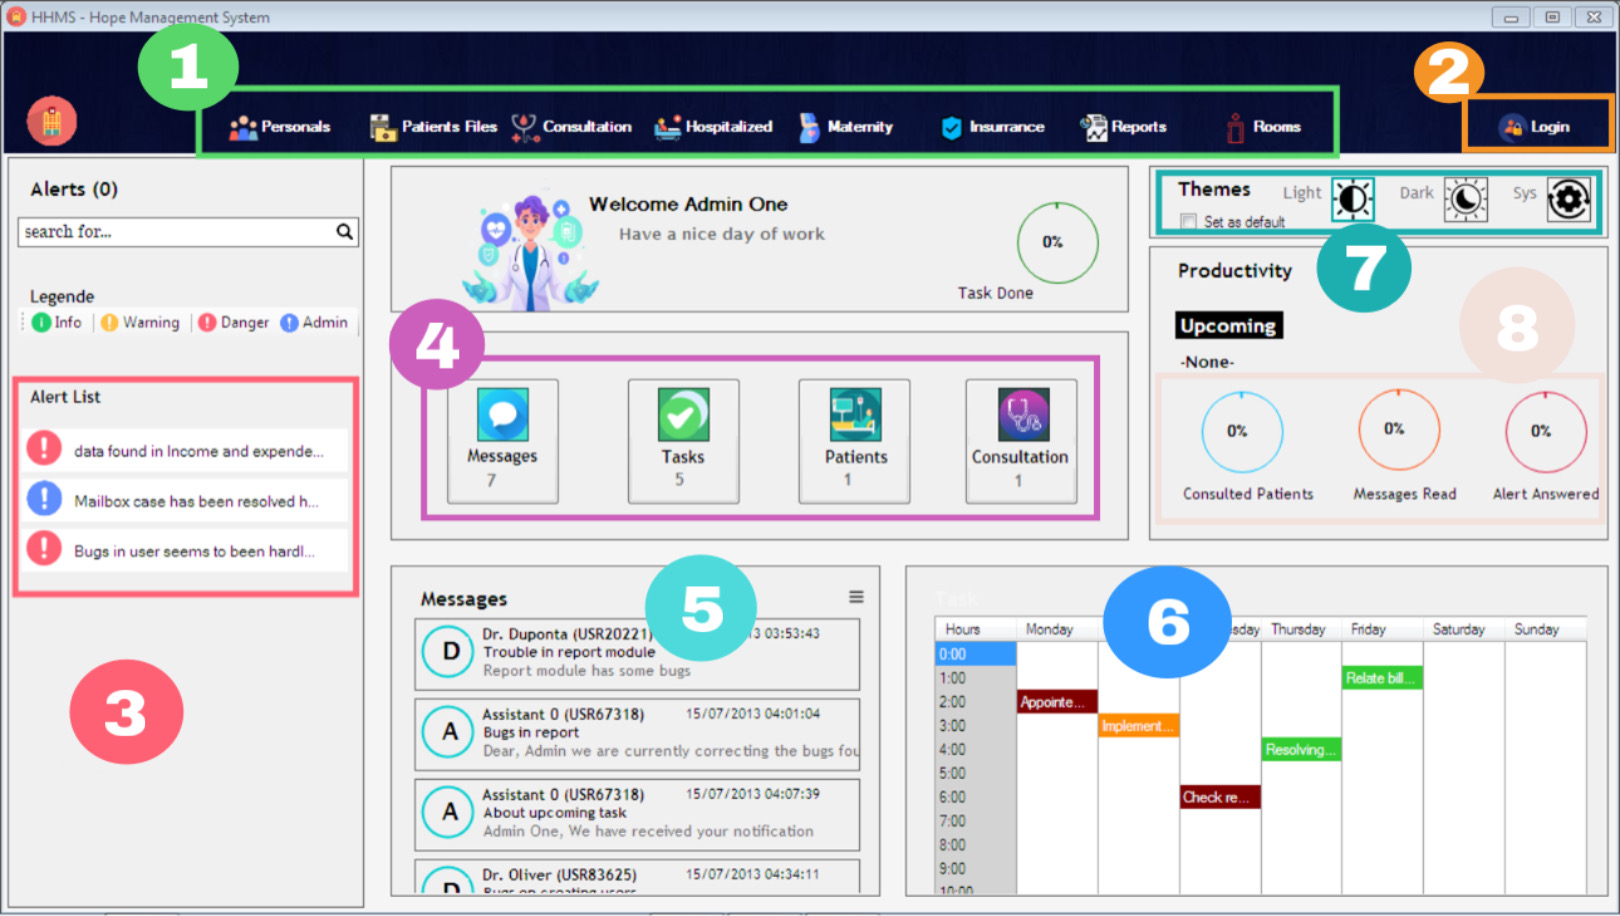 HHMS - Hope Management System
1
2
Personals
Patients Files
Consultation
Hospitalized
Maternity
Insurrance
Reports
Rooms
Login
Alerts (0)
search for...
Legende
Info
Warning
Danger
Admin
Alert List
data found in Income and expende...
Mailbox case has been resolved h...
Bugs in user seems to been hardl...
3
Welcome Admin One
Have a nice day of work
0%
Task Done
4
Messages
7
Tasks
5
Patients
1
Consultation
1
Themes
Light
Dark
Sys
Set as default
7
Productivity
8
Upcoming
-None-
0%
0%
0%
Consulted Patients
Messages Read
Alert Answered
Messages
5
Dr. Duponta (USR20221)
3 03:53:43
Trouble in report module
Report module has some bugs
Assistant 0 (USR67318)
15/07/2013 04:01:04
Bugs in report
Dear, Admin we are currently correcting the bugs fou
Assistant 0 (USR67318)
15/07/2013 04:07:39
About upcoming task
Admin One, We have received your notification
Dr. Oliver (USR83625)
15/07/2013 04:34:11
Bugs on creating users
D
A
A
D
Task
6
Hours
Monday
sday
Thursday
Friday
Saturday
Sunday
0:00
1:00
Relate bill...
2:00
Appointe...
3:00
Implement...
4:00
Resolving...
5:00
6:00
Check re...
7:00
8:00
9:00
10:00